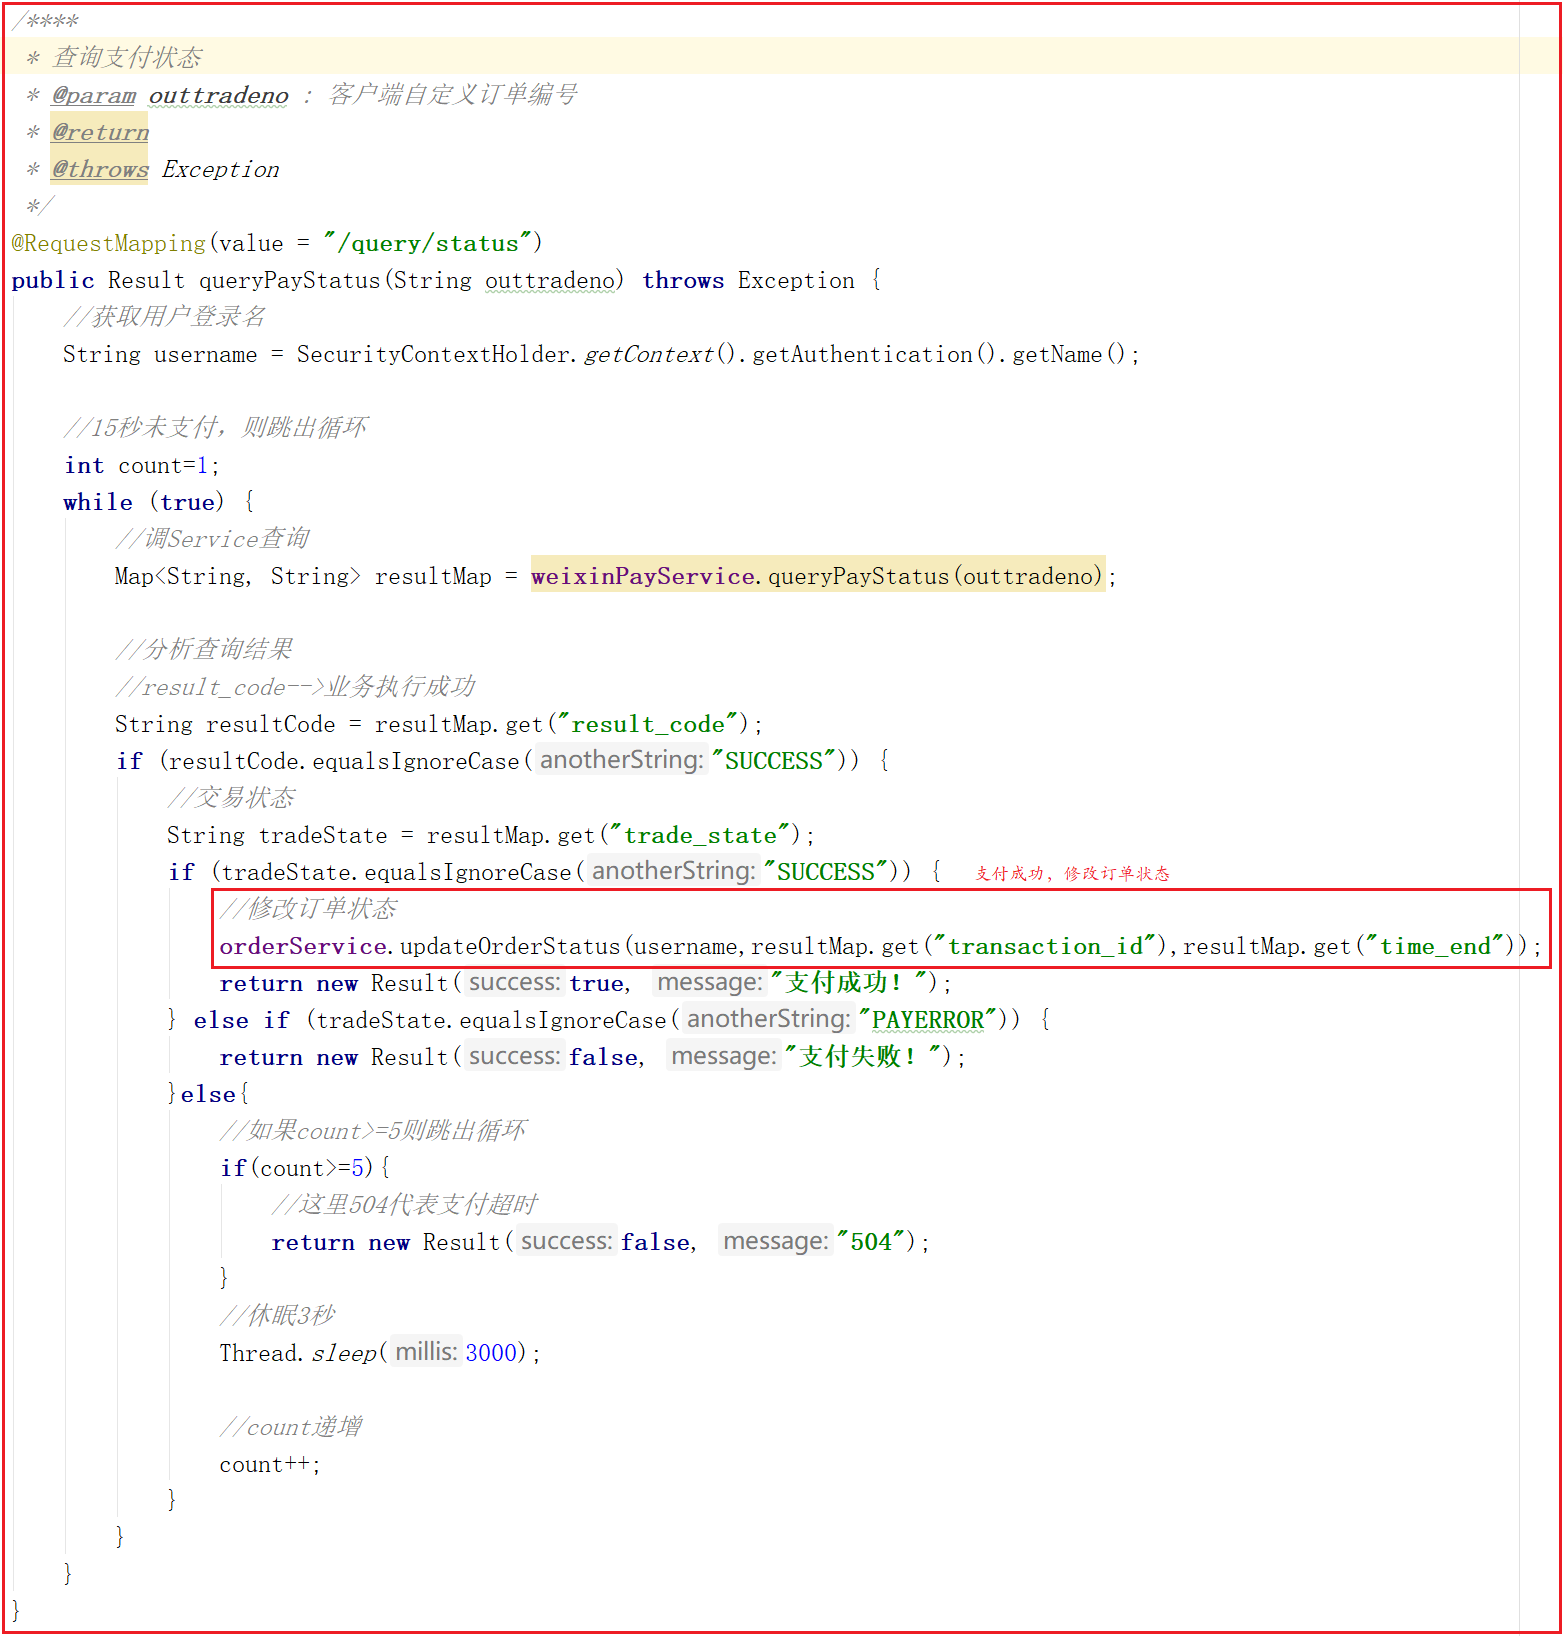 /****
 * 查询支付状态
 * @param outtradeno : 客户端自定义订单编号
 * @return
 * @throws Exception
 */
@RequestMapping(value = "/query/status")
public Result queryPayStatus(String outtradeno) throws Exception {
    //获取用户登录名
    String username = SecurityContextHolder.getContext().getAuthentication().getName();
    //15秒未支付，则跳出循环
    int count=1;
    while (true) {
        //调Service查询
        Map<String, String> resultMap = weixinPayService.queryPayStatus(outtradeno);
        //分析查询结果
        //result_code-->业务执行成功
        String resultCode = resultMap.get("result_code");
        if (resultCode.equalsIgnoreCase( anotherString: "SUCCESS")) {
            //交易状态
            String tradeState = resultMap.get("trade_state");
            if (tradeState.equalsIgnoreCase( anotherString: "SUCCESS")) { 支付成功，修改订单状态
                //修改订单状态
                orderService.updateOrderStatus(username,resultMap.get("transaction_id"),resultMap.get("time_end"));
                return new Result( success: true, message: "支付成功！");
            } else if (tradeState.equalsIgnoreCase( anotherString: "PAYERROR")) {
                return new Result( success: false, message: "支付失败！");
            }else{
                //如果count>=5则跳出循环
                if(count>=5){
                    //这里504代表支付超时
                    return new Result( success: false, message: "504");
                }
                //休眠3秒
                Thread.sleep( millis: 3000);
                //count递增
                count++;
            }
        }
    }
}